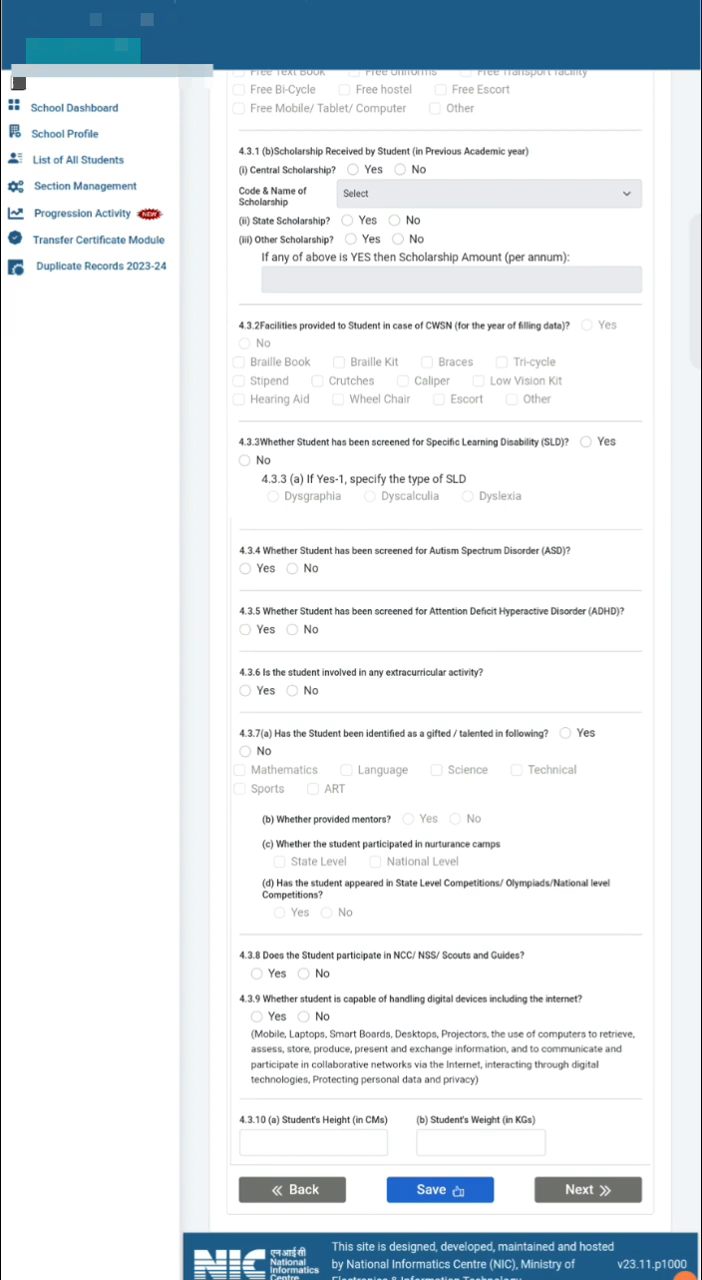 School Dashboard
School Profile
List of All Students
Section Management
Progression Activity NEW
Transfer Certificate Module
Duplicate Records 2023-24
Free Text Book Free Uniforms Free Transport facility
Free Bi-Cycle Free hostel Free Escort
Free Mobile/ Tablet/ Computer Other
4.3.1 (b)Scholarship Received by Student (in Previous Academic year)
(i) Central Scholarship? Yes No
Code & Name of
Scholarship
Select
(ii) State Scholarship? Yes No
(iii) Other Scholarship? Yes No
If any of above is YES then Scholarship Amount (per annum):
4.3.2Facilities provided to Student in case of CWSN (for the year of filling data)? Yes
No
Braille Book Braille Kit Braces Tri-cycle
Stipend Crutches Caliper Low Vision Kit
Hearing Aid Wheel Chair Escort Other
4.3.3Whether Student has been screened for Specific Learning Disability (SLD)? Yes
No
4.3.3 (a) If Yes-1, specify the type of SLD
Dysgraphia Dyscalculia Dyslexia
4.3.4 Whether Student has been screened for Autism Spectrum Disorder (ASD)?
Yes No
4.3.5 Whether Student has been screened for Attention Deficit Hyperactive Disorder (ADHD)?
Yes No
4.3.6 Is the student involved in any extracurricular activity?
Yes No
4.3.7(a) Has the Student been identified as a gifted / talented in following? Yes
No
Mathematics Language Science Technical
Sports ART
(b) Whether provided mentors? Yes No
(c) Whether the student participated in nurturance camps
State Level National Level
(d) Has the student appeared in State Level Competitions/ Olympiads/National level
Competitions?
Yes No
4.3.8 Does the Student participate in NCC/ NSS/ Scouts and Guides?
Yes No
4.3.9 Whether student is capable of handling digital devices including the internet?
Yes No
(Mobile, Laptops, Smart Boards, Desktops, Projectors, the use of computers to retrieve,
assess, store, produce, present and exchange information, and to communicate and
participate in collaborative networks via the Internet, interacting through digital
technologies, Protecting personal data and privacy)
4.3.10 (a) Student's Height (in CMs) (b) Student's Weight (in KGs)
Back Save Next
NIC एन आई सी
National
Informatics
Centre
This site is designed, developed, maintained and hosted
by National Informatics Centre (NIC), Ministry of
Electronics & Information Technology
v23.11.p1000